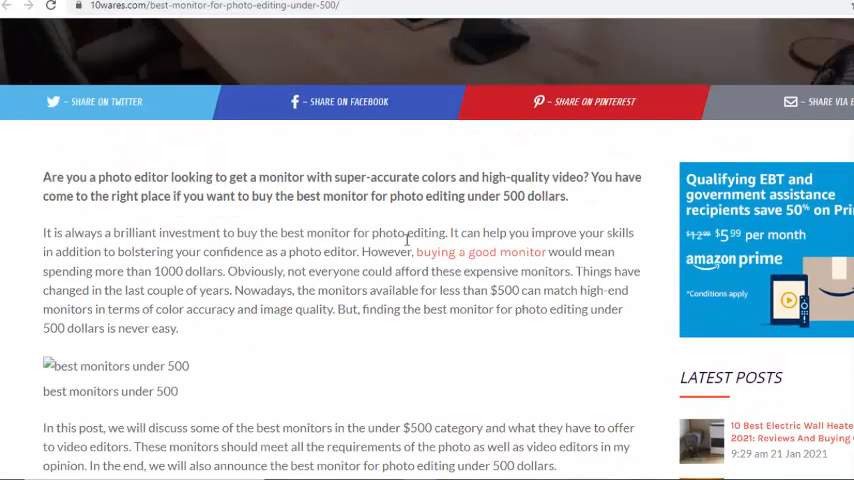 10wares.com/best-monitor-for-photo-editing-under-500/
– SHARE ON TWITTER
– SHARE ON FACEBOOK
– SHARE ON PINTEREST
– SHARE VIA E
Are you a photo editor looking to get a monitor with super-accurate colors and high-quality video? You have
come to the right place if you want to buy the best monitor for photo editing under 500 dollars.
It is always a brilliant investment to buy the best monitor for photo editing. It can help you improve your skills
in addition to bolstering your confidence as a photo editor. However, buying a good monitor would mean
spending more than 1000 dollars. Obviously, not everyone could afford these expensive monitors. Things have
changed in the last couple of years. Nowadays, the monitors available for less than $500 can match high-end
monitors in terms of color accuracy and image quality. But, finding the best monitor for photo editing under
500 dollars is never easy.
best monitors under 500
best monitors under 500
In this post, we will discuss some of the best monitors in the under $500 category and what they have to offer
to video editors. These monitors should meet all the requirements of the photo as well as video editors in my
opinion. In the end, we will also announce the best monitor for photo editing under 500 dollars.
Qualifying EBT and
government assistance
recipients save 50% on Prim
$5.99 per month
amazon prime
*Conditions apply
LATEST POSTS
10 Best Electric Wall Heate
2021: Reviews And Buying
9:29 am 21 Jan 2021